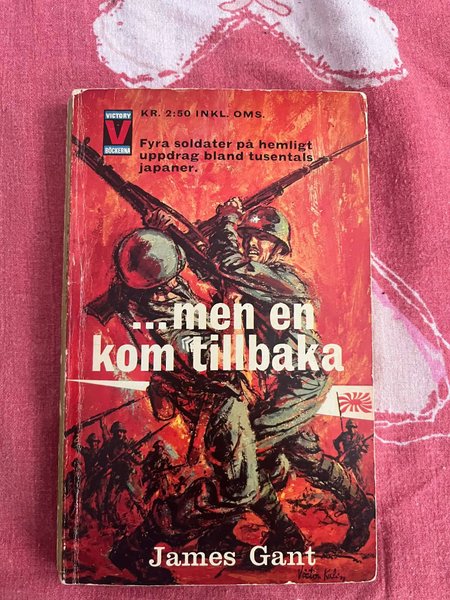 VICTORY
V
BÖCKERNA
KR. 2:50 INKL. OMS.
Fyra soldater på hemligt
uppdrag bland tusentals
japaner.
...men en
kom tillbaka
James Gant